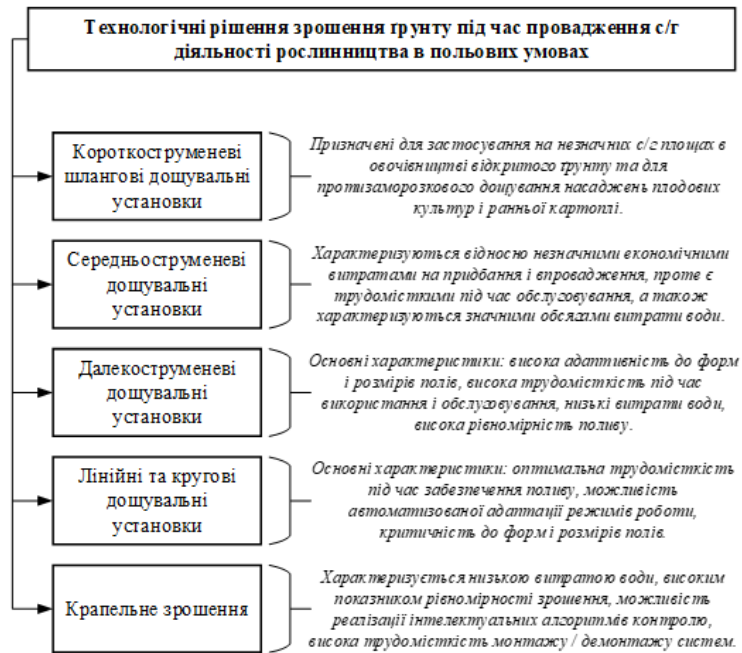 Технологічні рішення зрошення ґрунту під час провадження с/г
діяльності рослинництва в польових умовах
Короткоструменеві
шлангові дощувальні
установки
Призначені для застосування на незначних с/г площах в
овочівництві відкритого ґрунту та для
протизаморозкового дощування насаджень плодових
культур і ранньої картоплі.
Середньоструменеві
дощувальні
установки
Характеризуються відносно незначними економічними
витратами на придбання і впровадження, проте є
трудомісткими під час обслуговування, а також
характеризуються значними обсягами витрати води.
Далекоструменеві
дощувальні
установки
Основні характеристики: висока адаптивність до форм
і розмірів полів, висока трудомісткість під час
використання і обслуговування, низькі витрати води,
висока рівномірність поливу.
Лінійні та кругові
дощувальні
установки
Основні характеристики: оптимальна трудомісткість
під час забезпечення поливу, можливість
автоматизованої адаптації режимів роботи,
критичність до форм і розмірів полів.
Крапельне зрошення
Характеризується низькою витратою води, високим
показником рівномірності зрошення, можливість
реалізації інтелектуальних алгоритмів контролю,
висока трудомісткість монтажу / демонтажу систем.